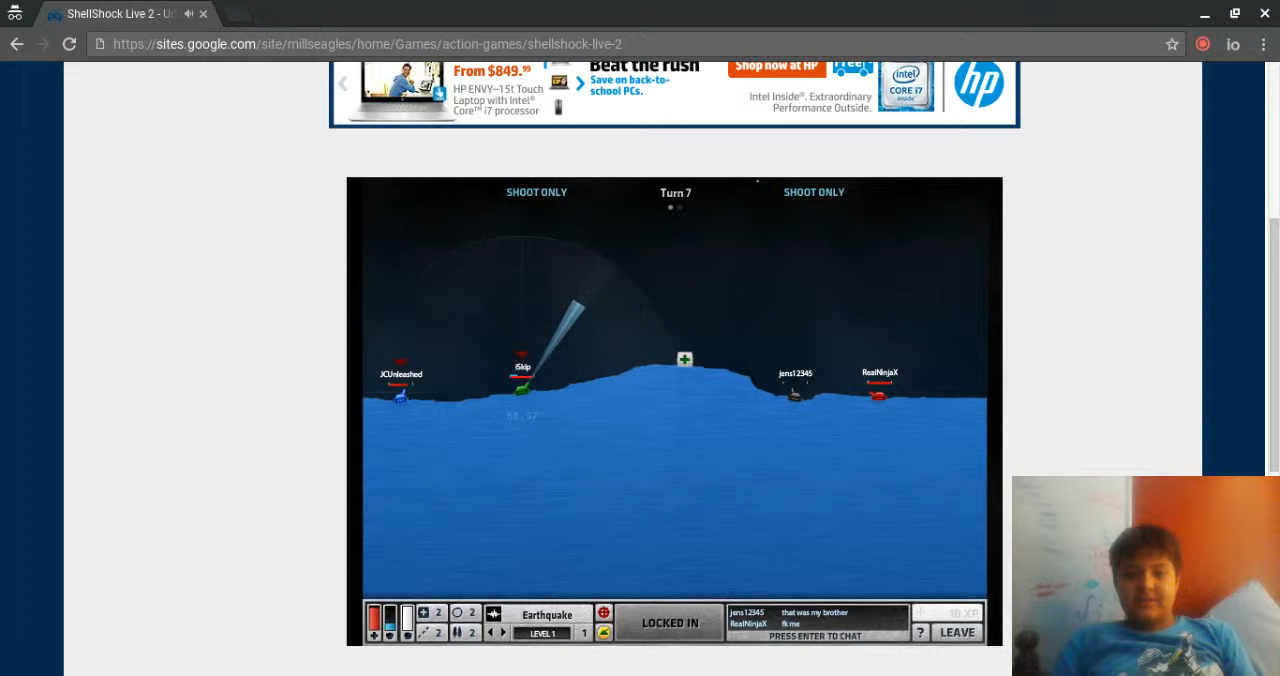 ShellShock Live 2 - U
https://sites.google.com/site/millseagles/home/Games/action-games/shellshock-live-2
From $849.99
HP ENVY–15t Touch
Laptop with Intel®
Core™ i7 processor
Beat the rush
Save on back-to-
school PCs.
Shop now at HP
Intel Inside®. Extraordinary
Performance Outside.
intel
CORE i7
inside
hp
SHOOT ONLY
Turn 7
SHOOT ONLY
JCUnleashed
iSkip
jens12345
RealNinjaX
2
2
Earthquake
LOCKED IN
jens12345 that was my brother
10 XP
2
2
LEVEL 1
1
RealNinjaX fk me
PRESS ENTER TO CHAT
?
LEAVE